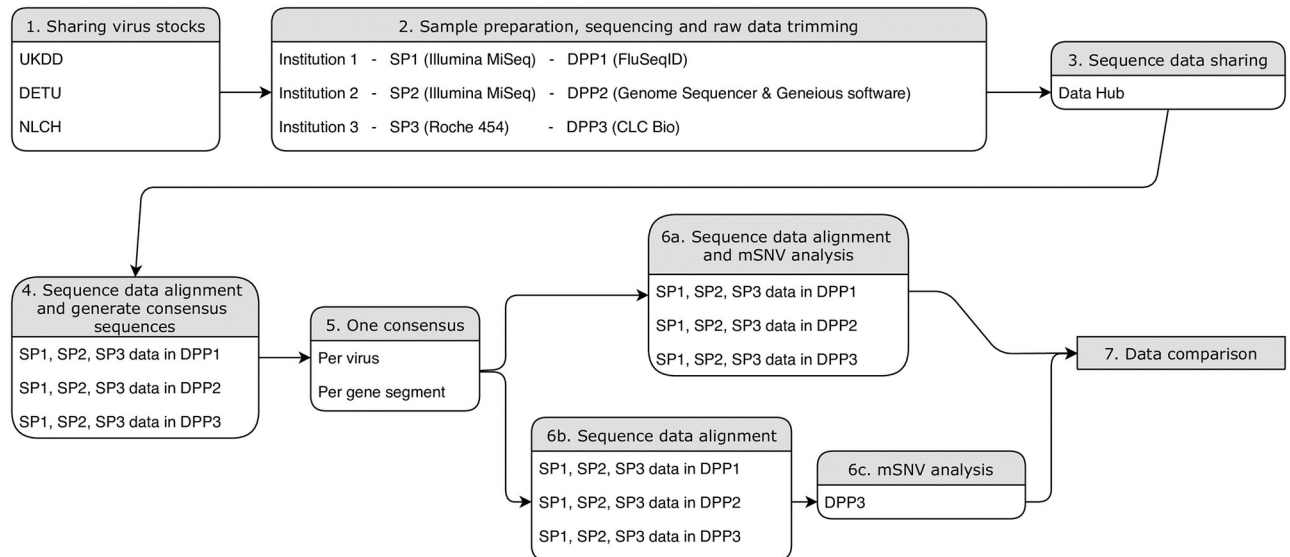 1. Sharing virus stocks
UKDD
DETU
NLCH
2. Sample preparation, sequencing and raw data trimming
Institution 1 - SP1 (Illumina MiSeq) - DPP1 (FluSeqID)
Institution 2 - SP2 (Illumina MiSeq) - DPP2 (Genome Sequencer & Geneious software)
Institution 3 - SP3 (Roche 454) - DPP3 (CLC Bio)
3. Sequence data sharing
Data Hub
4. Sequence data alignment
and generate consensus
sequences
SP1, SP2, SP3 data in DPP1
SP1, SP2, SP3 data in DPP2
SP1, SP2, SP3 data in DPP3
5. One consensus
Per virus
Per gene segment
6a. Sequence data alignment
and mSNV analysis
SP1, SP2, SP3 data in DPP1
SP1, SP2, SP3 data in DPP2
SP1, SP2, SP3 data in DPP3
6b. Sequence data alignment
SP1, SP2, SP3 data in DPP1
SP1, SP2, SP3 data in DPP2
SP1, SP2, SP3 data in DPP3
6c. mSNV analysis
DPP3
7. Data comparison